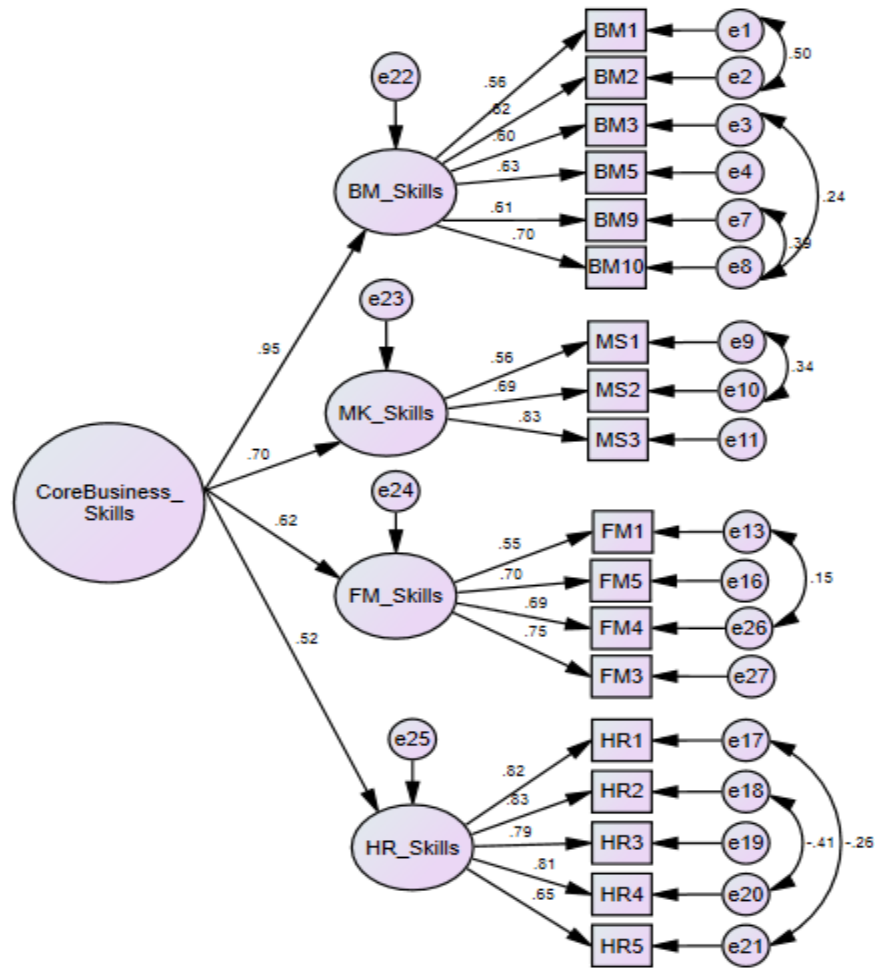 BM1
e1
.50
e22
.56
BM2
e2
.62
BM3
e3
.60
BM_Skills
.63
BM5
e4
.24
.61
BM9
e7
.39
.70
BM10
e8
e23
.95
.56
MS1
e9
.34
.69
MS2
e10
MK_Skills
.83
MS3
e11
.70
CoreBusiness_
Skills
e24
.62
.55
FM1
e13
.70
FM5
e16
.15
FM_Skills
.69
FM4
e26
.75
FM3
e27
.52
e25
HR1
e17
.82
.83
HR2
e18
.79
HR3
e19
-.41
-.26
HR_Skills
.81
HR4
e20
.65
HR5
e21